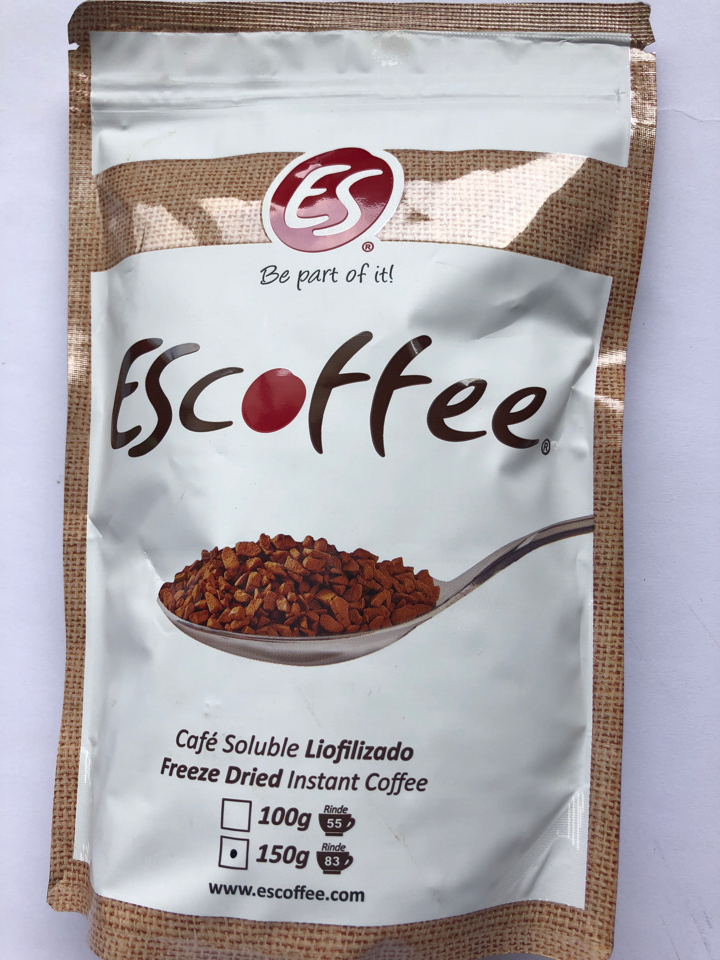 ES
®
Be part of it!
EScoffee®
Café Soluble Liofilizado
Freeze Dried Instant Coffee
100g Rinde 55
150g Rinde 83
www.escoffee.com